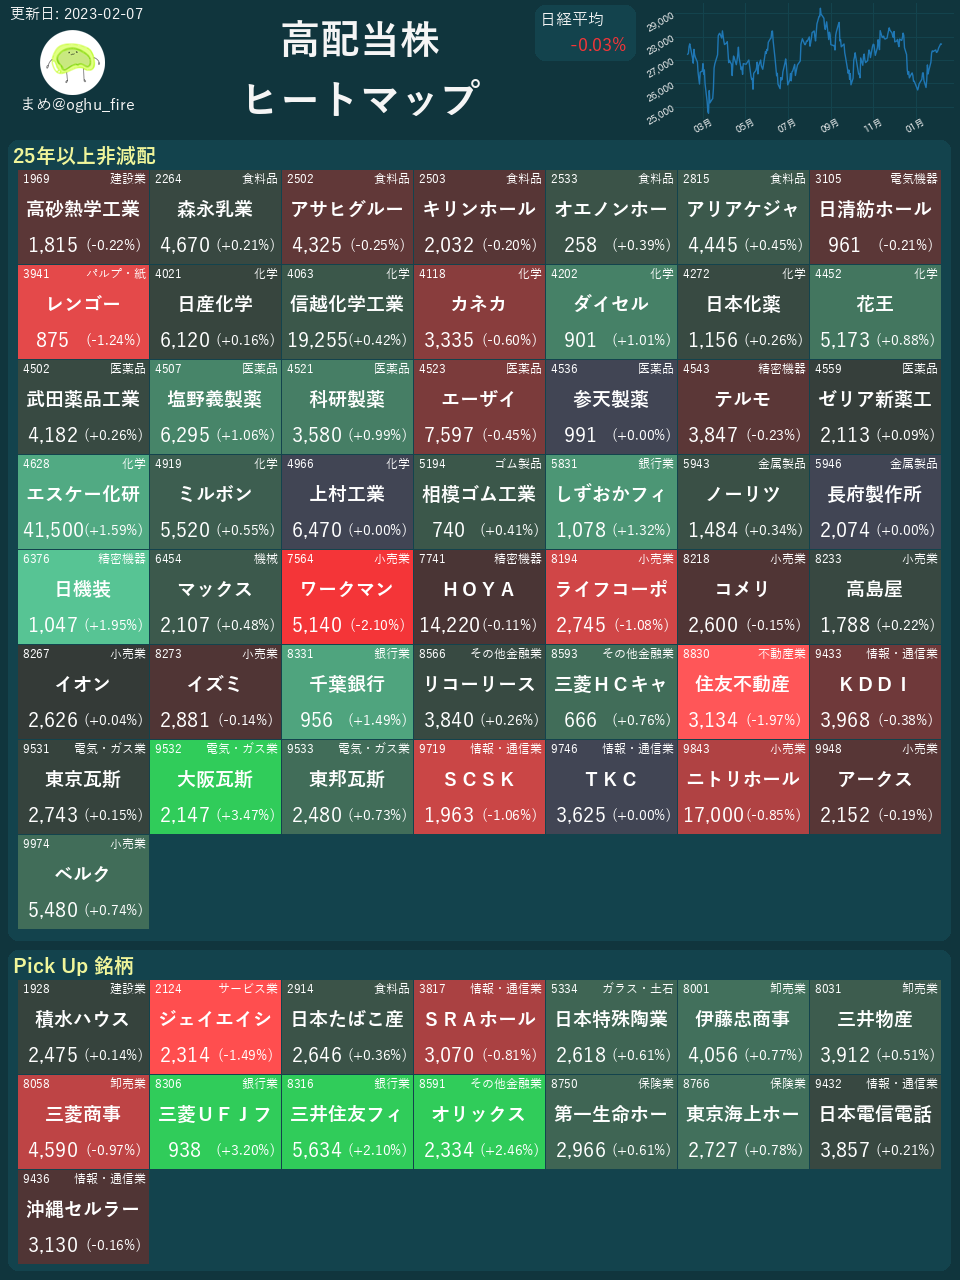 更新日: 2023-02-07
まめ@oghu_fire
高配当株
ヒートマップ
日経平均
-0.03%
29,000
28,000
27,000
26,000
25,000
03月 05月 07月 09月 11月 01月
25年以上非減配
1969 建設業 2264 食料品 2502 食料品 2503 食料品 2533 食料品 2815 食料品 3105 電気機器
高砂熱学工業 森永乳業 アサヒグルー キリンホール オエノンホー アリアケジャ 日清紡ホール
1,815 (-0.22%) 4,670 (+0.21%) 4,325 (-0.25%) 2,032 (-0.20%) 258 (+0.39%) 4,445 (+0.45%) 961 (-0.21%)
3941 パルプ・紙 4021 化学 4063 化学 4118 化学 4202 化学 4272 化学 4452 化学
レンゴー 日産化学 信越化学工業 カネカ ダイセル 日本化薬 花王
875 (-1.24%) 6,120 (+0.16%) 19,255(+0.42%) 3,335 (-0.60%) 901 (+1.01%) 1,156 (+0.26%) 5,173 (+0.88%)
4502 医薬品 4507 医薬品 4521 医薬品 4523 医薬品 4536 医薬品 4543 精密機器 4559 医薬品
武田薬品工業 塩野義製薬 科研製薬 エーザイ 参天製薬 テルモ ゼリア新薬工
4,182 (+0.26%) 6,295 (+1.06%) 3,580 (+0.99%) 7,597 (-0.45%) 991 (+0.00%) 3,847 (-0.23%) 2,113 (+0.09%)
4628 化学 4919 化学 4966 化学 5194 ゴム製品 5831 銀行業 5943 金属製品 5946 金属製品
エスケー化研 ミルボン 上村工業 相模ゴム工業 しずおかフィ ノーリツ 長府製作所
41,500(+1.59%) 5,520 (+0.55%) 6,470 (+0.00%) 740 (+0.41%) 1,078 (+1.32%) 1,484 (+0.34%) 2,074 (+0.00%)
6376 精密機器 6454 機械 7564 小売業 7741 精密機器 8194 小売業 8218 小売業 8233 小売業
日機装 マックス ワークマン ＨＯＹＡ ライフコーポ コメリ 高島屋
1,047 (+1.95%) 2,107 (+0.48%) 5,140 (-2.10%) 14,220(-0.11%) 2,745 (-1.08%) 2,600 (-0.15%) 1,788 (+0.22%)
8267 小売業 8273 小売業 8331 銀行業 8566 その他金融業 8593 その他金融業 8830 不動産業 9433 情報・通信業
イオン イズミ 千葉銀行 リコーリース 三菱ＨＣキャ 住友不動産 ＫＤＤＩ
2,626 (+0.04%) 2,881 (-0.14%) 956 (+1.49%) 3,840 (+0.26%) 666 (+0.76%) 3,134 (-1.97%) 3,968 (-0.38%)
9531 電気・ガス業 9532 電気・ガス業 9533 電気・ガス業 9719 情報・通信業 9746 情報・通信業 9843 小売業 9948 小売業
東京瓦斯 大阪瓦斯 東邦瓦斯 ＳＣＳＫ ＴＫＣ ニトリホール アークス
2,743 (+0.15%) 2,147 (+3.47%) 2,480 (+0.73%) 1,963 (-1.06%) 3,625 (+0.00%) 17,000(-0.85%) 2,152 (-0.19%)
9974 小売業
ベルク
5,480 (+0.74%)
Pick Up 銘柄
1928 建設業 2124 サービス業 2914 食料品 3817 情報・通信業 5334 ガラス・土石 8001 卸売業 8031 卸売業
積水ハウス ジェイエイシ 日本たばこ産 ＳＲＡホール 日本特殊陶業 伊藤忠商事 三井物産
2,475 (+0.14%) 2,314 (-1.49%) 2,646 (+0.36%) 3,070 (-0.81%) 2,618 (+0.61%) 4,056 (+0.77%) 3,912 (+0.51%)
8058 卸売業 8306 銀行業 8316 銀行業 8591 その他金融業 8750 保険業 8766 保険業 9432 情報・通信業
三菱商事 三菱ＵＦＪフ 三井住友フィ オリックス 第一生命ホー 東京海上ホー 日本電信電話
4,590 (-0.97%) 938 (+3.20%) 5,634 (+2.10%) 2,334 (+2.46%) 2,966 (+0.61%) 2,727 (+0.78%) 3,857 (+0.21%)
9436 情報・通信業
沖縄セルラー
3,130 (-0.16%)